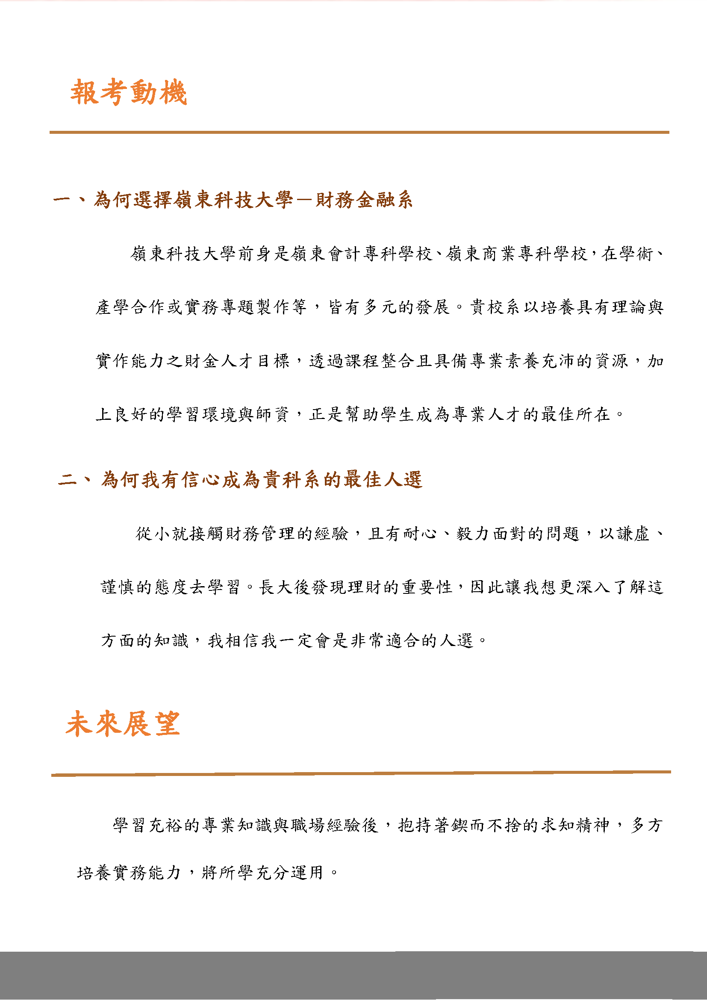 報考動機
一、為何選擇嶺東科技大學－財務金融系
嶺東科技大學前身是嶺東會計專科學校、嶺東商業專科學校，在學術、
產學合作或實務專題製作等，皆有多元的發展。貴校系以培養具有理論與
實作能力之財金人才目標，透過課程整合且具備專業素養充沛的資源，加
上良好的學習環境與師資，正是幫助學生成為專業人才的最佳所在。
二、為何我有信心成為貴科系的最佳人選
從小就接觸財務管理的經驗，且有耐心、毅力面對的問題，以謙虛、
謹慎的態度去學習。長大後發現理財的重要性，因此讓我想更深入了解這
方面的知識，我相信我一定會是非常適合的人選。
未來展望
學習充裕的專業知識與職場經驗後，抱持著鍥而不捨的求知精神，多方
培養實務能力，將所學充分運用。